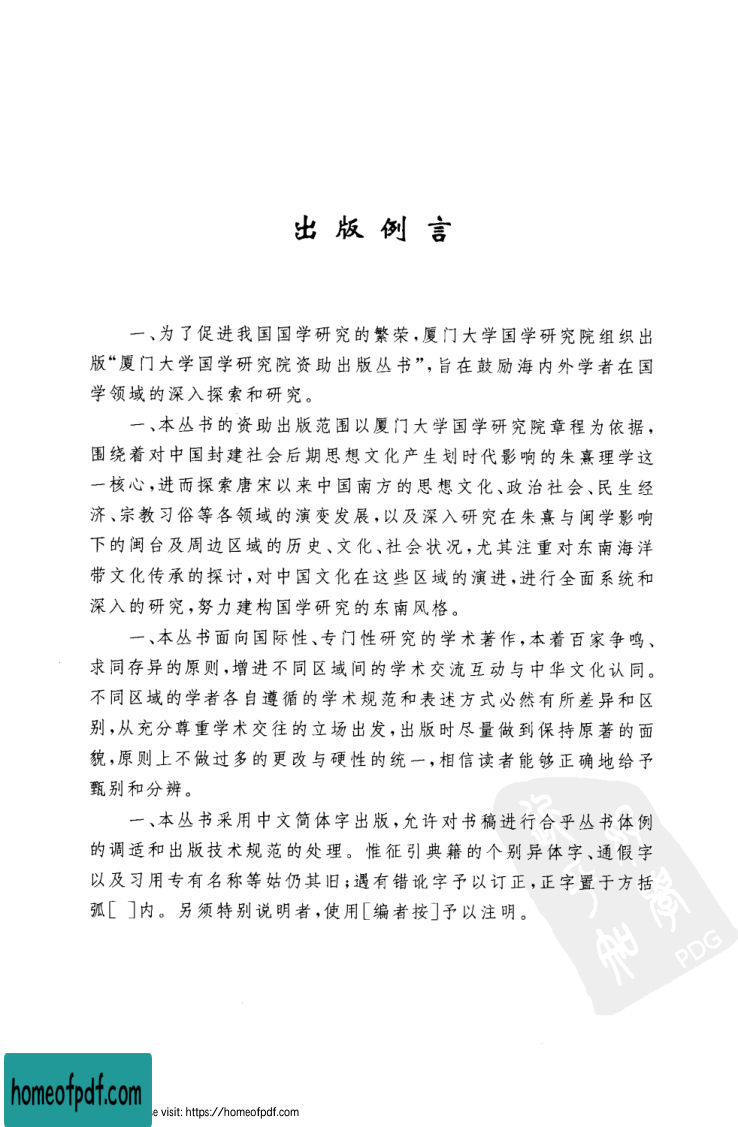 出版例言
一、为了促进我国国学研究的繁荣,厦门大学国学研究院组织出
版“厦门大学国学研究院资助出版丛书”,旨在鼓励海内外学者在国
学领域的深入探索和研究。
一、本丛书的资助出版范围以厦门大学国学研究院章程为依据,
围绕着对中国封建社会后期思想文化产生划时代影响的朱熹理学这
一核心,进而探索唐宋以来中国南方的思想文化、政治社会、民生经
济、宗教习俗等各领域的演变发展,以及深入研究在朱熹与闽学影响
下的闽台及周边区域的历史、文化、社会状况,尤其注重对东南海洋
带文化传承的探讨,对中国文化在这些区域的演进,进行全面系统和
深入的研究,努力建构国学研究的东南风格。
一、本丛书面向国际性、专门性研究的学术著作,本着百家争鸣、
求同存异的原则,增进不同区域间的学术交流互动与中华文化认同。
不同区域的学者各自遵循的学术规范和表述方式必然有所差异和区
别,从充分尊重学术交往的立场出发,出版时尽量做到保持原著的面
貌,原则上不做过多的更改与硬性的统一,相信读者能够正确地给予
甄别和分辨。
一、本丛书采用中文简体字出版,允许对书稿进行合乎丛书体例
的调适和出版技术规范的处理。惟征引典籍的个别异体字、通假字
以及习用专有名称等姑仍其旧;遇有错讹字予以订正,正字置于方括
弧[ ]内。另须特别说明者,使用[编者按]予以注明。
PDG
homeofpdf.com
e visit: https://homeofpdf.com